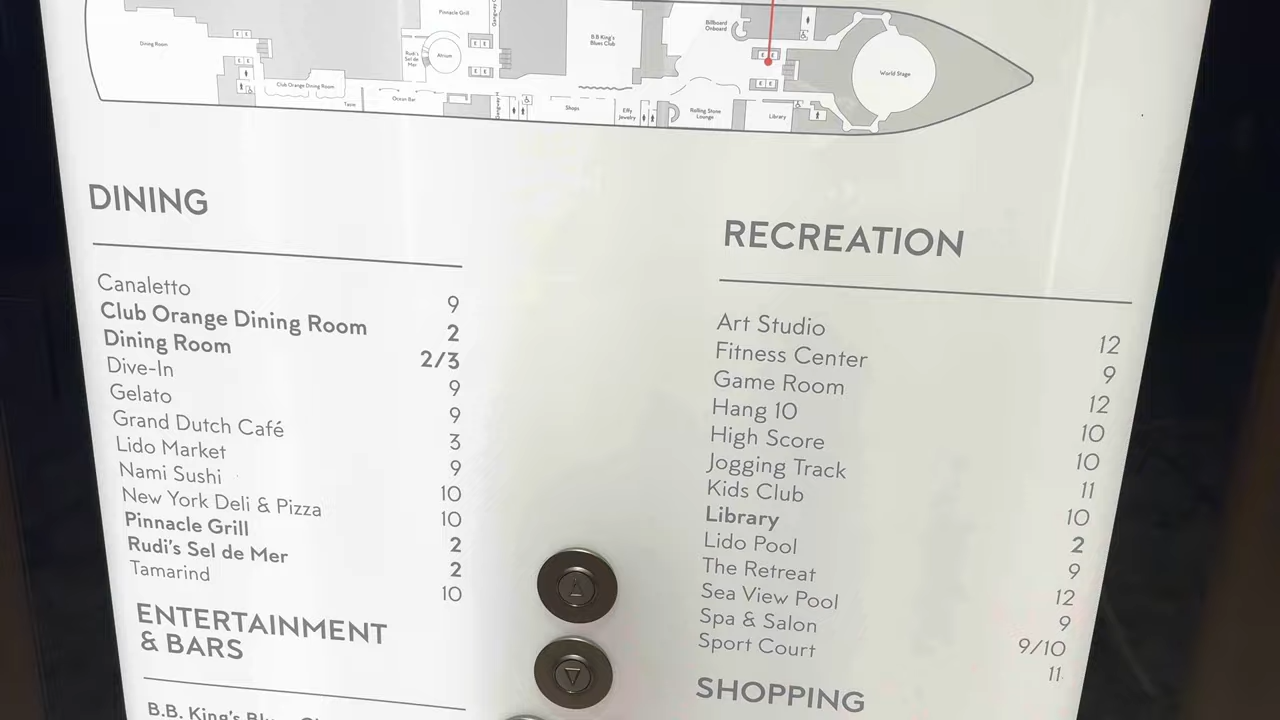 Pinnacle Grill
Billboard
Onboard
Dining Room
B.B King's
Blues Club
Rudi's
Sel de
Mer
Atrium
World Stage
Club Orange Dining Room
Ocean Bar
Shops
Effy
Jewelry
Rolling Stone
Lounge
Library
DINING
Canaletto 9
Club Orange Dining Room 2
Dining Room 2/3
Dive-In 9
Gelato 9
Grand Dutch Café 3
Lido Market 9
Nami Sushi 10
New York Deli & Pizza 10
Pinnacle Grill 2
Rudi's Sel de Mer 2
Tamarind 10
ENTERTAINMENT
& BARS
B.B. King's
RECREATION
Art Studio 12
Fitness Center 9
Game Room 12
Hang 10 10
High Score 10
Jogging Track 11
Kids Club 10
Library 2
Lido Pool 9
The Retreat 12
Sea View Pool 9
Spa & Salon 9/10
Sport Court 11
SHOPPING